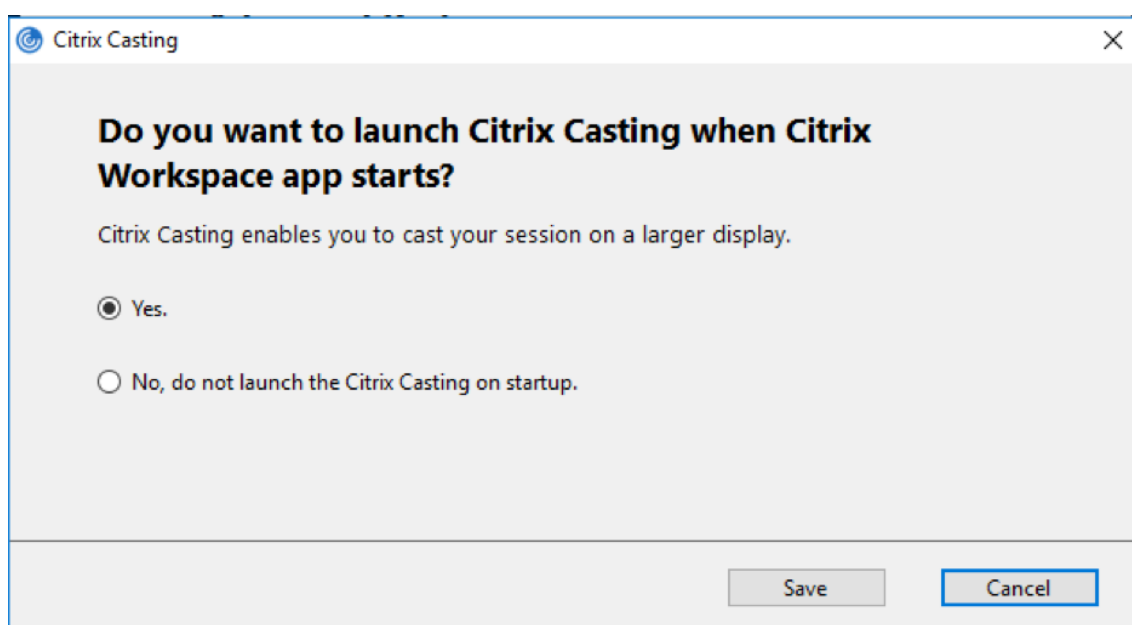 Citrix Casting
Do you want to launch Citrix Casting when Citrix
Workspace app starts?
Citrix Casting enables you to cast your session on a larger display.
Yes.
No, do not launch the Citrix Casting on startup.
Save
Cancel